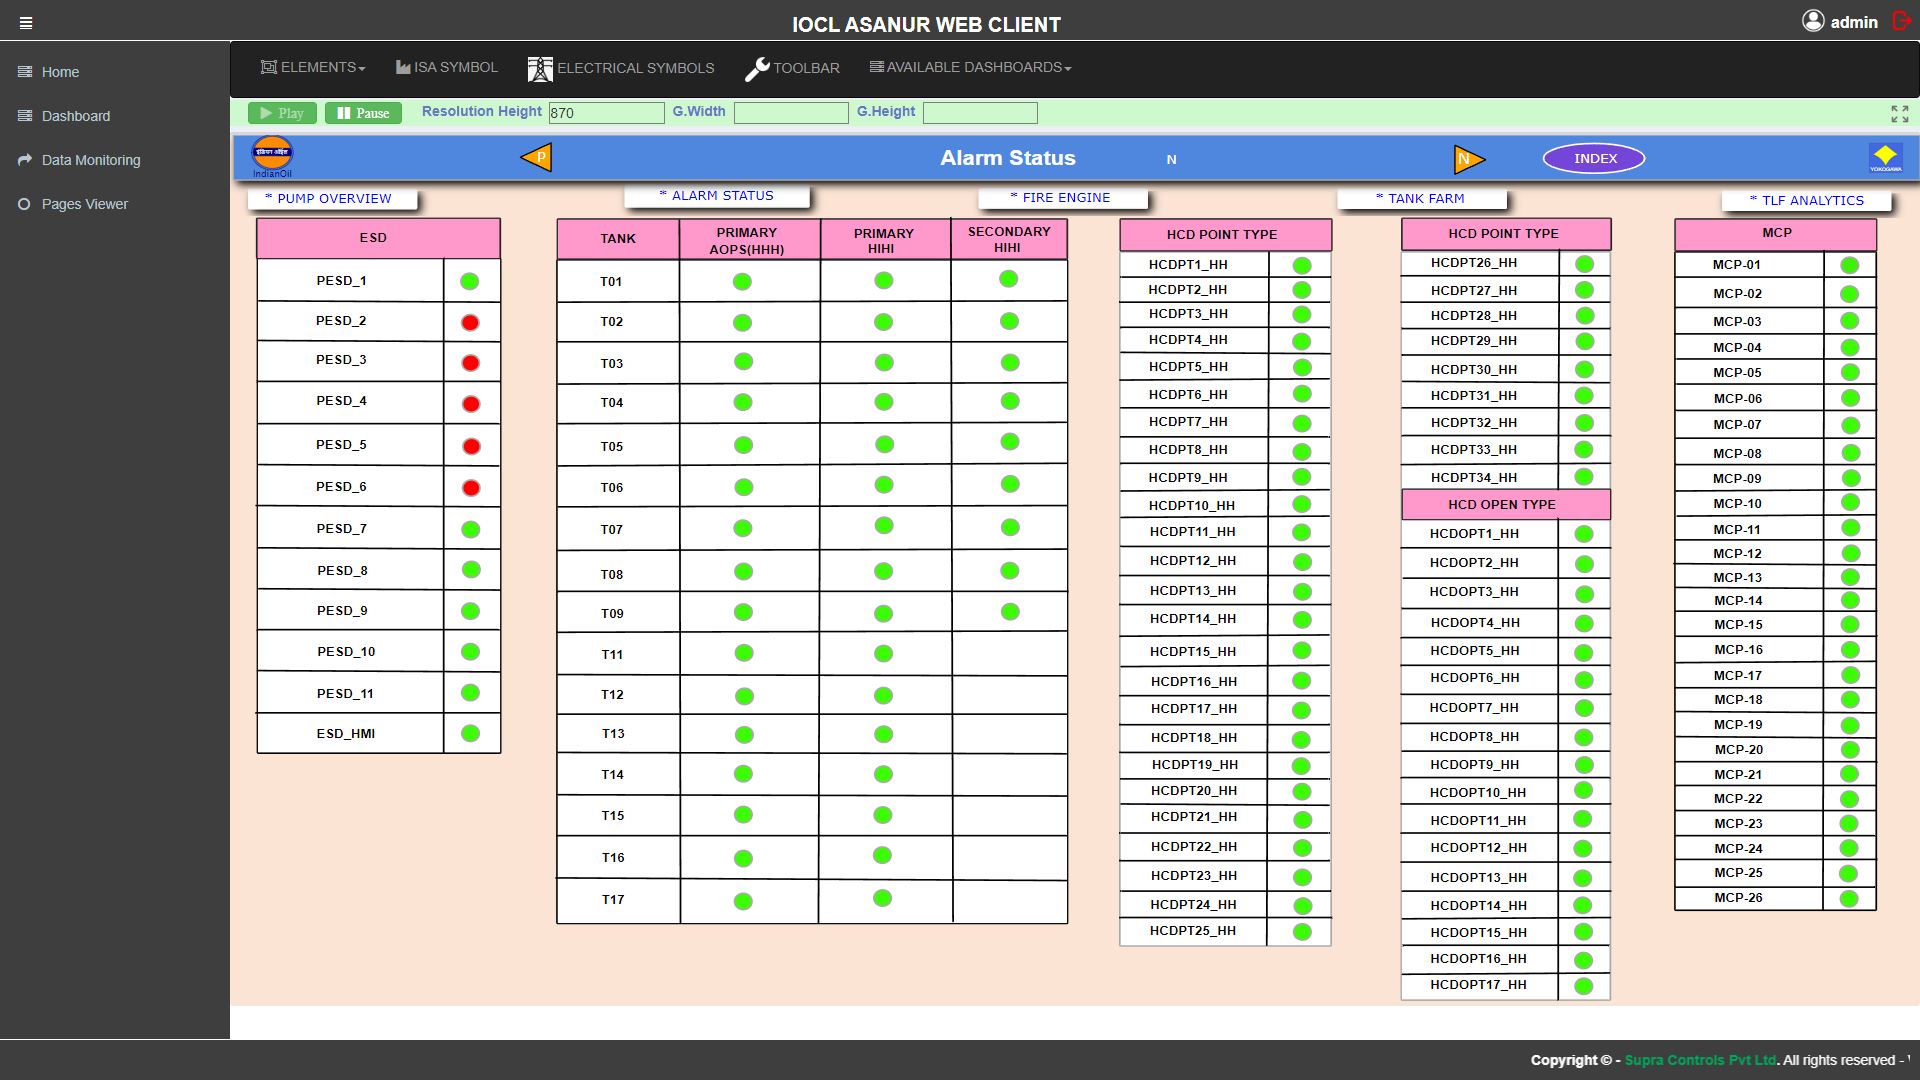 IOCL ASANUR WEB CLIENT
admin
Home
Dashboard
Data Monitoring
Pages Viewer
ELEMENTS
ISA SYMBOL
ELECTRICAL SYMBOLS
TOOLBAR
AVAILABLE DASHBOARDS
Play
Pause
Resolution Height 870
G.Width
G.Height
इंडियन ऑइल
IndianOil
P
Alarm Status
N
N
INDEX
YOKOGAWA
* PUMP OVERVIEW
* ALARM STATUS
* FIRE ENGINE
* TANK FARM
* TLF ANALYTICS
ESD
PESD_1
PESD_2
PESD_3
PESD_4
PESD_5
PESD_6
PESD_7
PESD_8
PESD_9
PESD_10
PESD_11
ESD_HMI
TANK
PRIMARY
AOPS(HHH)
PRIMARY
HIHI
SECONDARY
HIHI
T01
T02
T03
T04
T05
T06
T07
T08
T09
T11
T12
T13
T14
T15
T16
T17
HCD POINT TYPE
HCDPT1_HH
HCDPT2_HH
HCDPT3_HH
HCDPT4_HH
HCDPT5_HH
HCDPT6_HH
HCDPT7_HH
HCDPT8_HH
HCDPT9_HH
HCDPT10_HH
HCDPT11_HH
HCDPT12_HH
HCDPT13_HH
HCDPT14_HH
HCDPT15_HH
HCDPT16_HH
HCDPT17_HH
HCDPT18_HH
HCDPT19_HH
HCDPT20_HH
HCDPT21_HH
HCDPT22_HH
HCDPT23_HH
HCDPT24_HH
HCDPT25_HH
HCD POINT TYPE
HCDPT26_HH
HCDPT27_HH
HCDPT28_HH
HCDPT29_HH
HCDPT30_HH
HCDPT31_HH
HCDPT32_HH
HCDPT33_HH
HCDPT34_HH
HCD OPEN TYPE
HCDOPT1_HH
HCDOPT2_HH
HCDOPT3_HH
HCDOPT4_HH
HCDOPT5_HH
HCDOPT6_HH
HCDOPT7_HH
HCDOPT8_HH
HCDOPT9_HH
HCDOPT10_HH
HCDOPT11_HH
HCDOPT12_HH
HCDOPT13_HH
HCDOPT14_HH
HCDOPT15_HH
HCDOPT16_HH
HCDOPT17_HH
MCP
MCP-01
MCP-02
MCP-03
MCP-04
MCP-05
MCP-06
MCP-07
MCP-08
MCP-09
MCP-10
MCP-11
MCP-12
MCP-13
MCP-14
MCP-15
MCP-16
MCP-17
MCP-18
MCP-19
MCP-20
MCP-21
MCP-22
MCP-23
MCP-24
MCP-25
MCP-26
Copyright © - Supra Controls Pvt Ltd. All rights reserved -